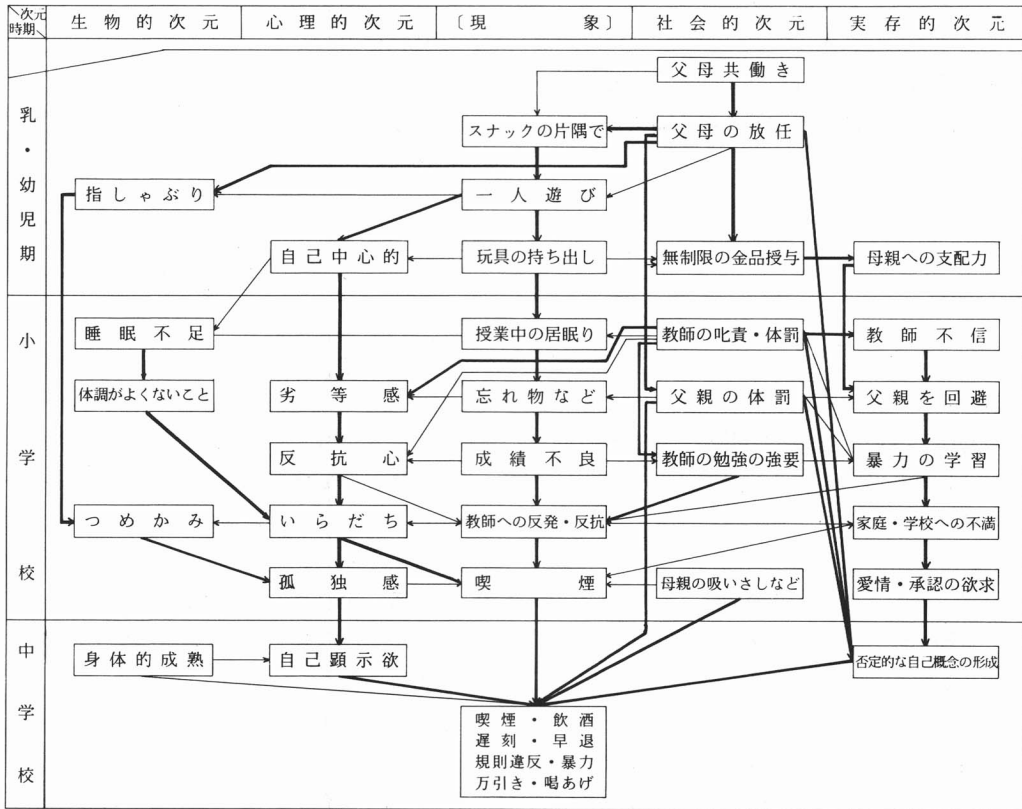 次元
時期
生物的次元
心理的次元
〔現象〕
社会的次元
実存的次元
乳・幼児期
父母共働き
スナックの片隅で
父母の放任
指しゃぶり
一人遊び
自己中心的
玩具の持ち出し
無制限の金品授与
母親への支配力
小学校
睡眠不足
授業中の居眠り
教師の叱責・体罰
教師不信
体調がよくないこと
劣等感
忘れ物など
父親の体罰
父親を回避
反抗心
成績不良
教師の勉強の強要
暴力の学習
つめかみ
いらだち
教師への反発・反抗
家庭・学校への不満
孤独感
喫煙
母親の吸いさしなど
愛情・承認の欲求
中学校
身体的成熟
自己顕示欲
否定的な自己概念の形成
喫煙・飲酒
遅刻・早退
規則違反・暴力
万引き・喝あげ